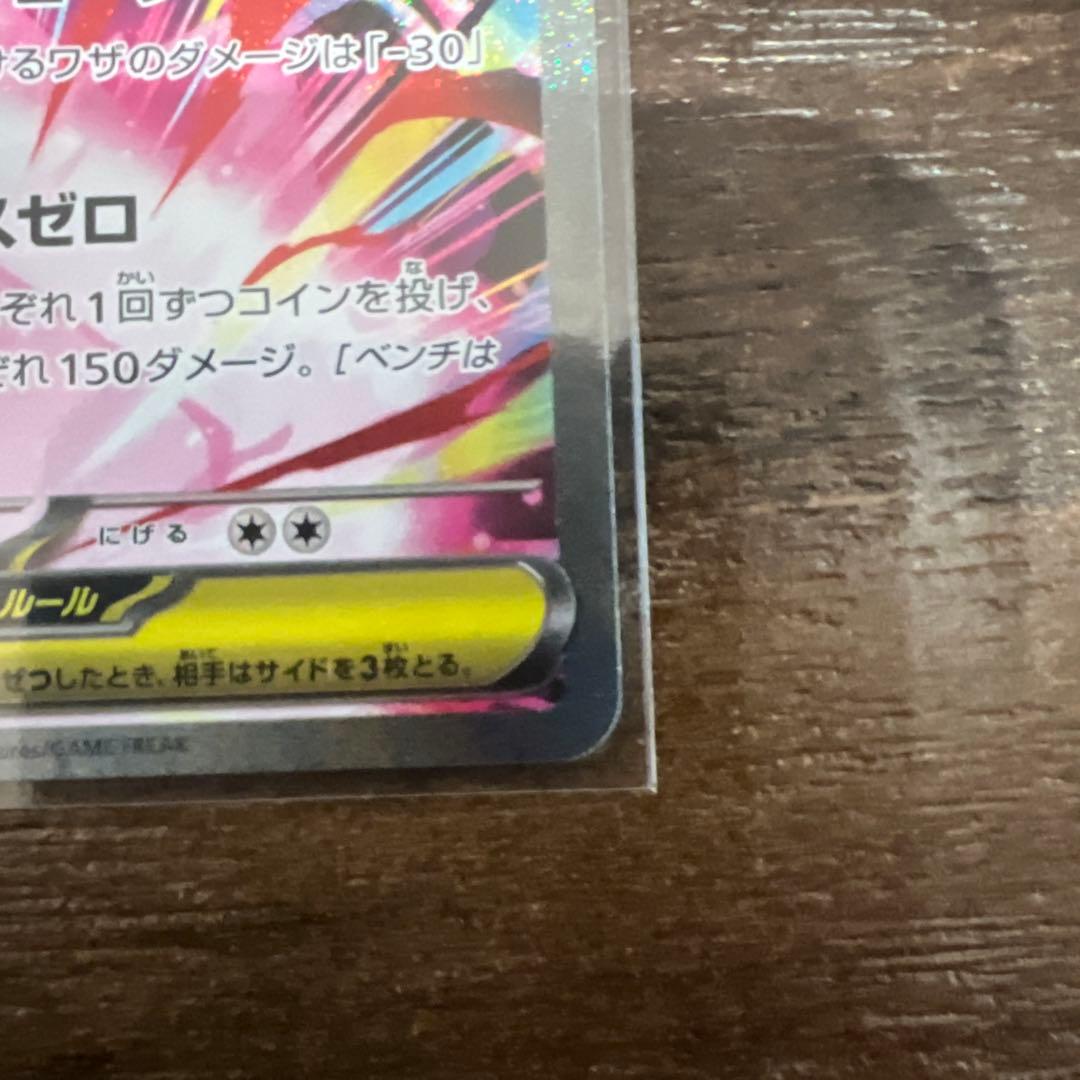 けるワザのダメージは「-30」
スゼロ
ぞれ1回ずつコインを投げ、
ぞれ150ダメージ。[ベンチは
にげる
ルール
ぜつしたとき、相手はサイドを3枚とる。
ures/GAME FREAK